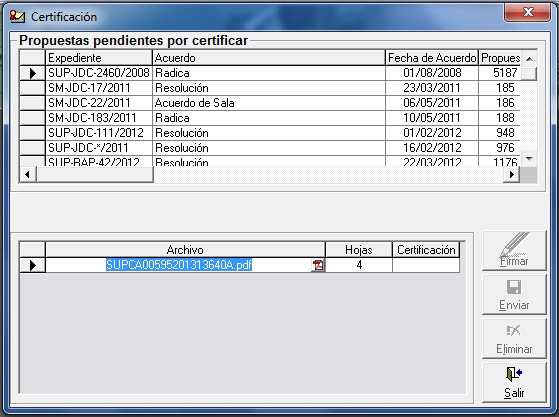 Certificación
Propuestas pendientes por certificar
Expediente Acuerdo Fecha de Acuerdo Propues
SUP-JDC-2460/2008 Radica 01/08/2008 5187
SM-JDC-17/2011 Resolución 23/03/2011 185
SM-JDC-22/2011 Acuerdo de Sala 06/05/2011 186
SM-JDC-183/2011 Radica 10/05/2011 188
SUP-JDC-111/2012 Resolución 01/02/2012 948
SUP-JDC-*/2011 Resolución 16/02/2012 976
SUP-RAP-42/2012 Resolución 22/03/2012 1176
Archivo Hojas Certificación
SUPCA00595201313640A.pdf 4
Firmar
Enviar
Eliminar
Salir